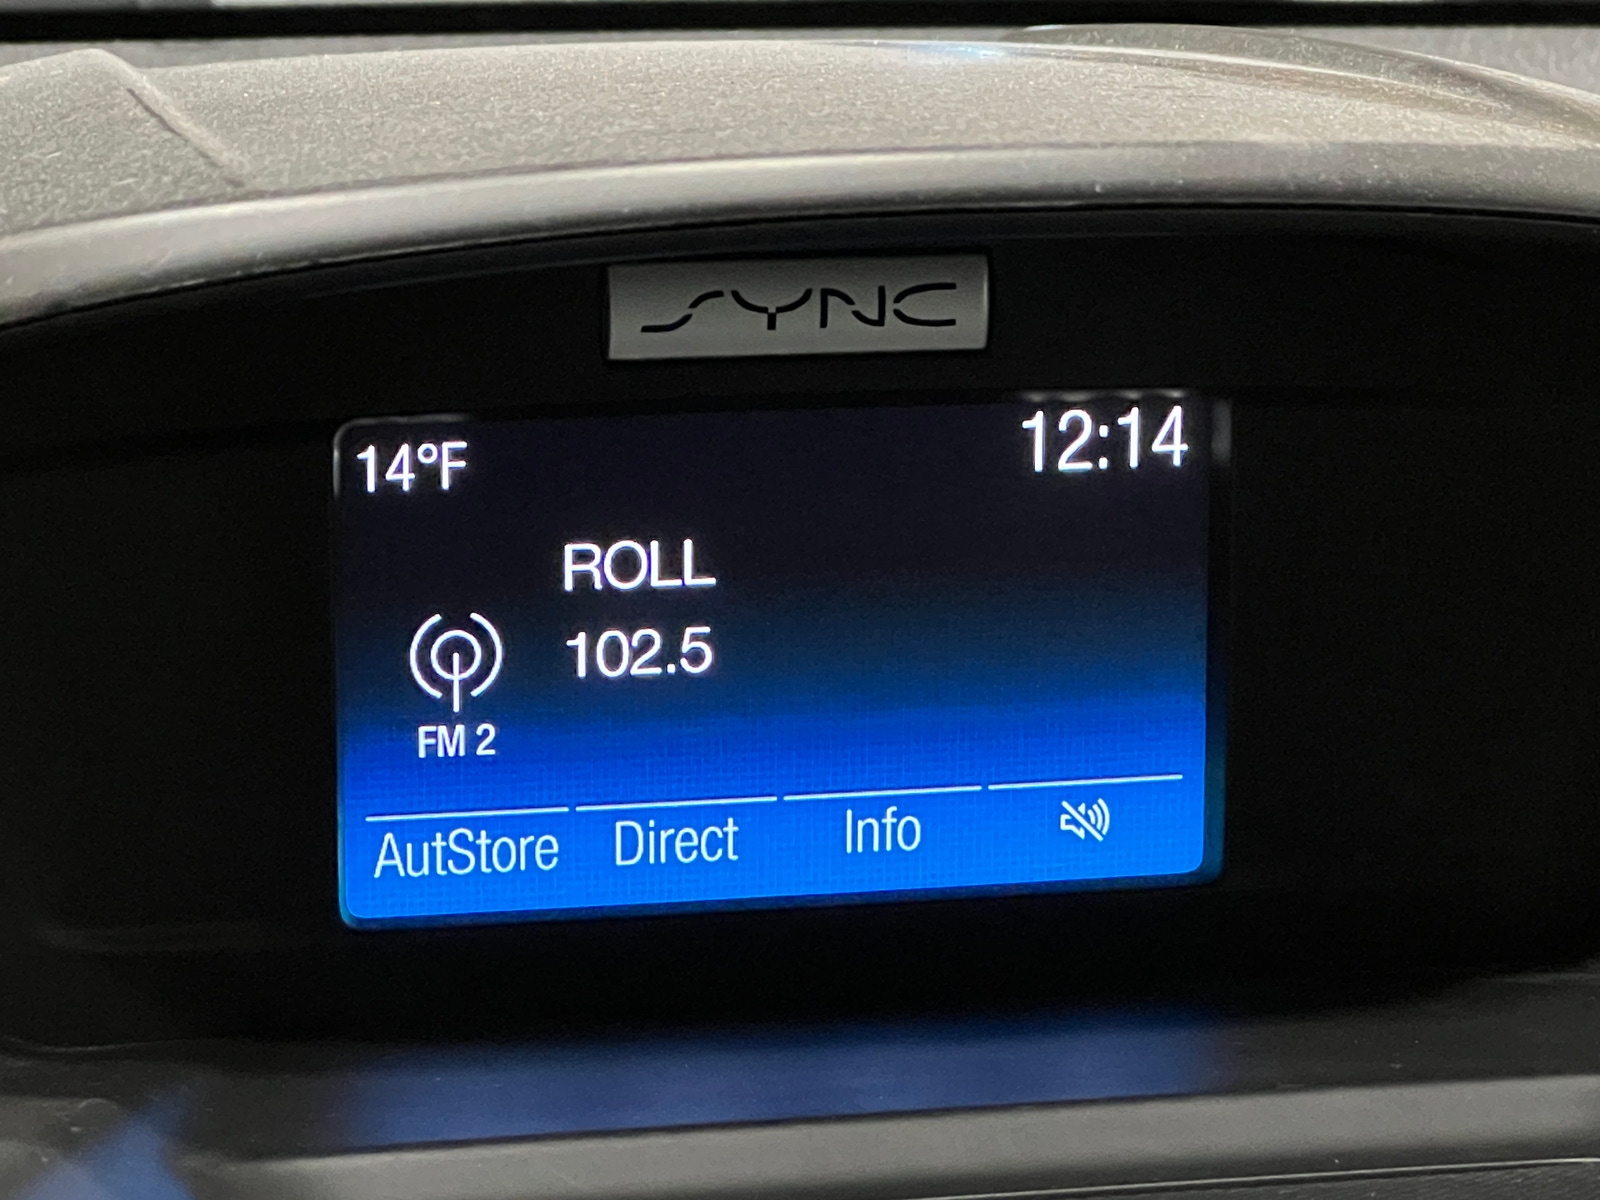 SYNC
14°F
12:14
ROLL
102.5
FM 2
AutStore
Direct
Info